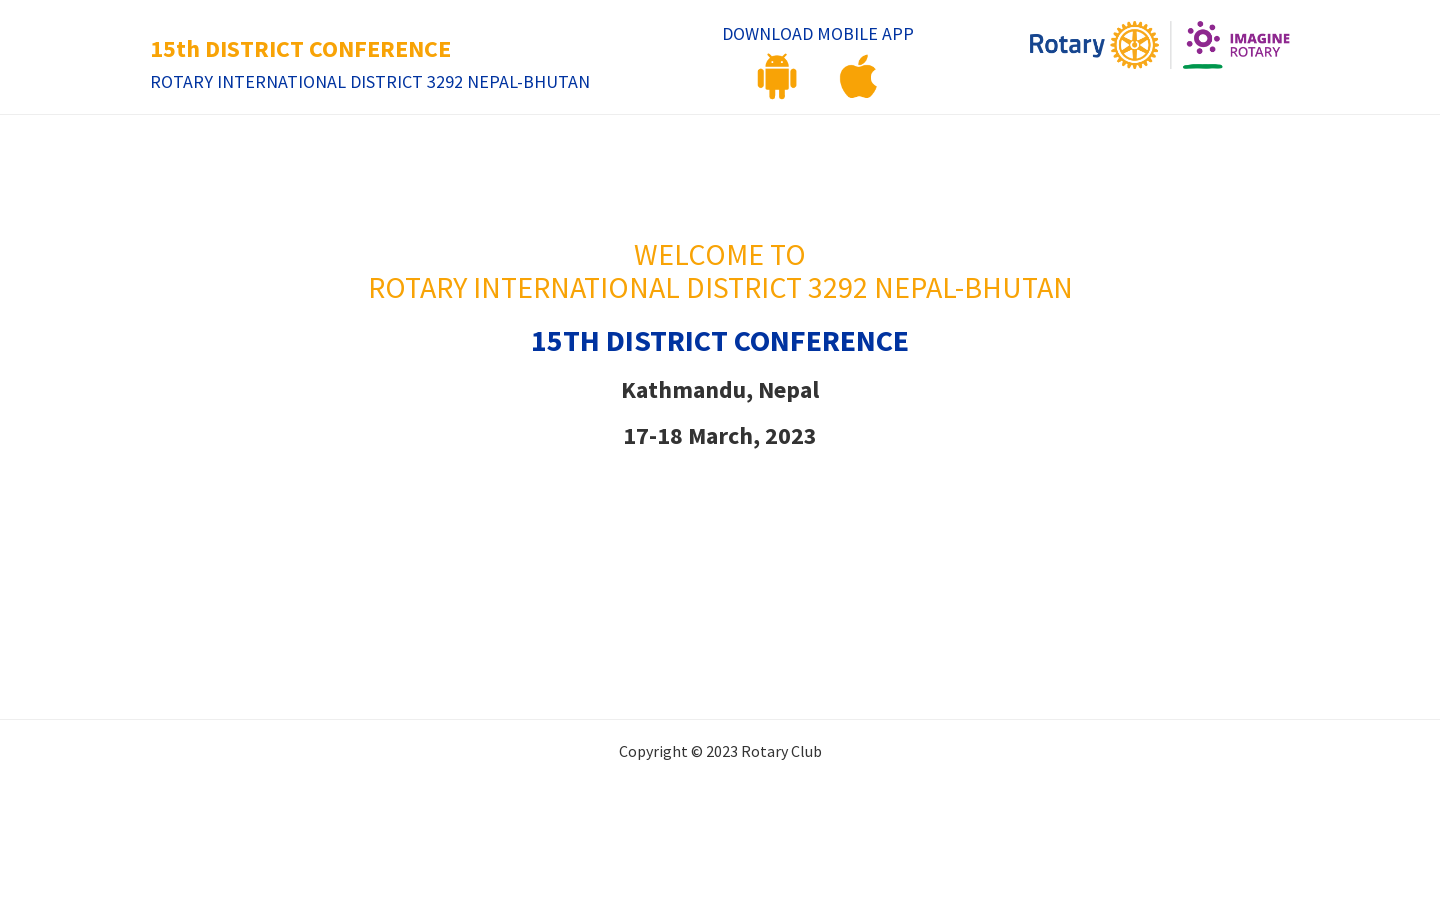 15th DISTRICT CONFERENCE
ROTARY INTERNATIONAL DISTRICT 3292 NEPAL-BHUTAN
DOWNLOAD MOBILE APP
Rotary
IMAGINE
ROTARY
WELCOME TO
ROTARY INTERNATIONAL DISTRICT 3292 NEPAL-BHUTAN
15TH DISTRICT CONFERENCE
Kathmandu, Nepal
17-18 March, 2023
Copyright © 2023 Rotary Club